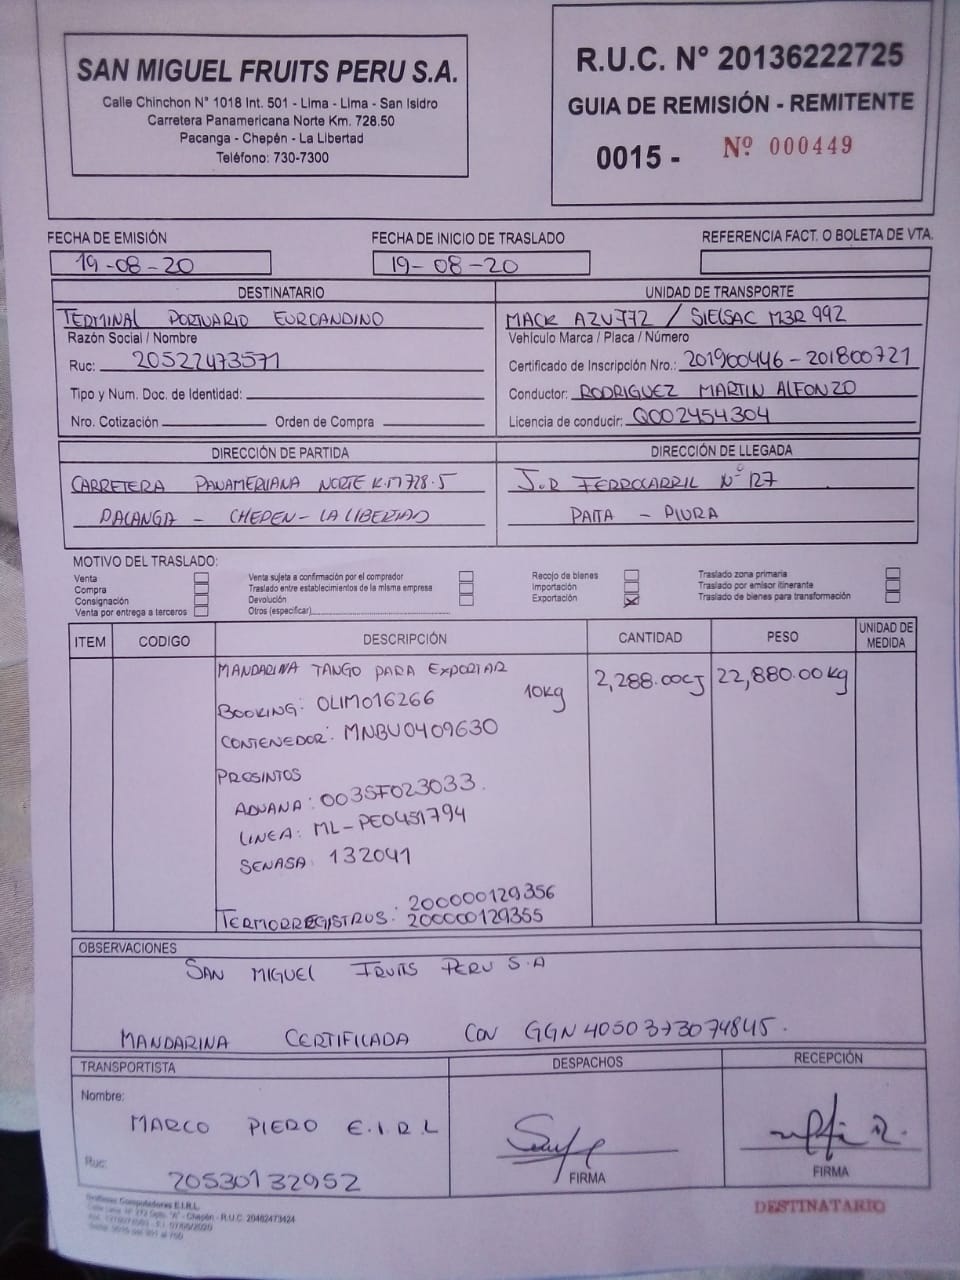 SAN MIGUEL FRUITS PERU S.A.
Calle Chinchon N° 1018 Int. 501 - Lima - Lima - San Isidro
Carretera Panamericana Norte Km. 728.50
Pacanga - Chepén - La Libertad
Teléfono: 730-7300
R.U.C. N° 20136222725
GUIA DE REMISIÓN - REMITENTE
0015 - Nº 000449
FECHA DE EMISIÓN
19-08-20
FECHA DE INICIO DE TRASLADO
19-08-20
REFERENCIA FACT. O BOLETA DE VTA.
DESTINATARIO
TERMINAL PORTUARIO EUROANDINO
Razón Social / Nombre
Ruc: 20522473571
Tipo y Num. Doc. de Identidad:
Nro. Cotización Orden de Compra
UNIDAD DE TRANSPORTE
MACK AZV772 / SIELSAC M3R 992
Vehículo Marca / Placa / Número
Certificado de Inscripción Nro.: 201900446 - 201800721
Conductor: RODRIGUEZ MARTIN ALFONZO
Licencia de conducir: Q002454304
DIRECCIÓN DE PARTIDA
CARRETERA PANAMERIANA NORTE K.M 728.5
PACANGA - CHEPEN - LA LIBERTAD
DIRECCIÓN DE LLEGADA
J.R FERROCARRIL N° 127
PAITA - PIURA
MOTIVO DEL TRASLADO:
Venta
Compra
Consignación
Venta por entrega a terceros
Venta sujeta a confirmación por el comprador
Traslado entre establecimientos de la misma empresa
Devolución
Otros (especificar)
Recojo de bienes
Importación
Exportación X
Traslado zona primaria
Traslado por emisor itinerante
Traslado de bienes para transformación
ITEM CODIGO DESCRIPCIÓN CANTIDAD PESO UNIDAD DE MEDIDA
MANDARINA TANGO PARA EXPORTAR 2,288.00CJ 22,880.00 kg
10kg
BOOKING: OLIM016266
CONTENEDOR: MNBU0409630
PRESINTOS
ADUANA: 003SF023033.
LINEA: ML-PE0451794
SENASA: 132041
200000129356
TERMORREGISTRUS: 200000129355
OBSERVACIONES
SAN MIGUEL FRUITS PERU S.A
MANDARINA CERTIFICADA CON GGN 4050373074845.
TRANSPORTISTA
Nombre:
MARCO PIERO E.I.R.L
Ruc:
20530132952
DESPACHOS
FIRMA
RECEPCIÓN
FIRMA
Computadores E.I.R.L.
Chepén - R.U.C. 20482473424
DESTINATARIO